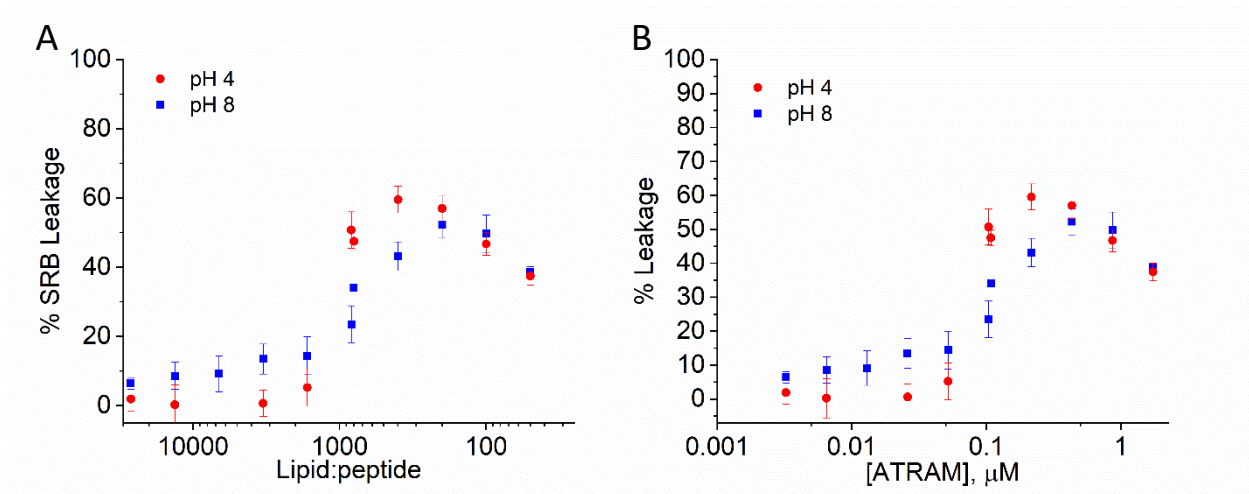 A
% SRB Leakage
100
80
60
40
20
0
pH 4
pH 8
10000
1000
100
Lipid:peptide
B
% Leakage
100
90
80
70
60
50
40
30
20
10
0
pH 4
pH 8
0.001
0.01
0.1
1
[ATRAM], μM